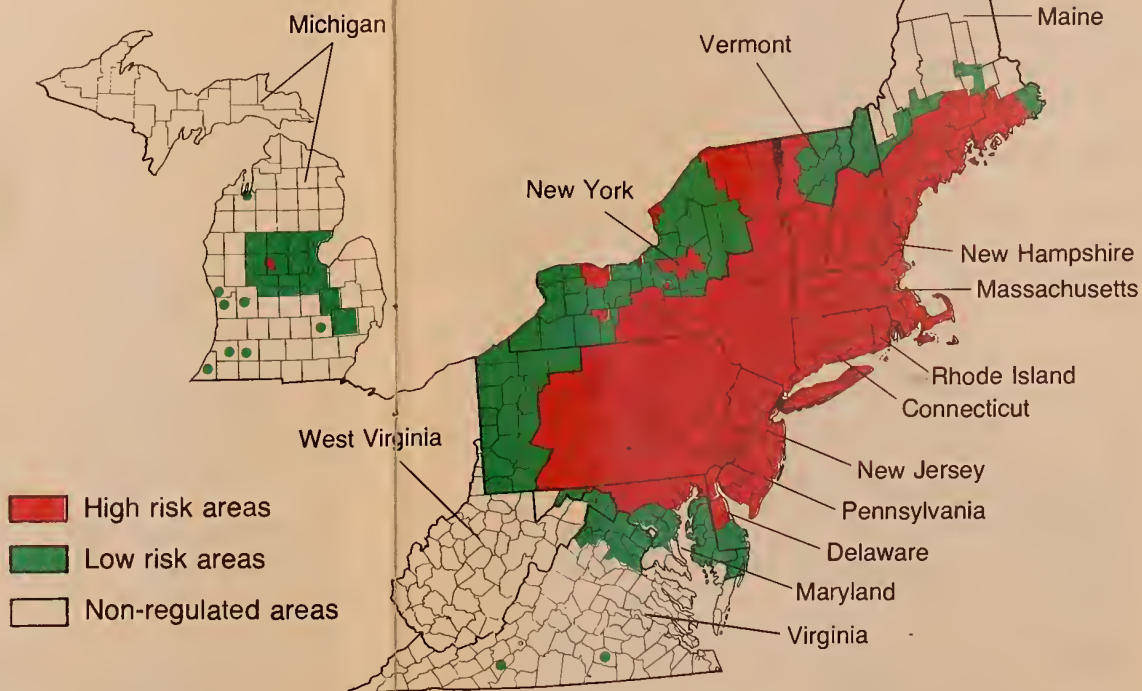 Michigan
Maine
Vermont
New York
New Hampshire
Massachusetts
Rhode Island
Connecticut
West Virginia
New Jersey
High risk areas
Pennsylvania
Low risk areas
Delaware
Maryland
Non-regulated areas
Virginia